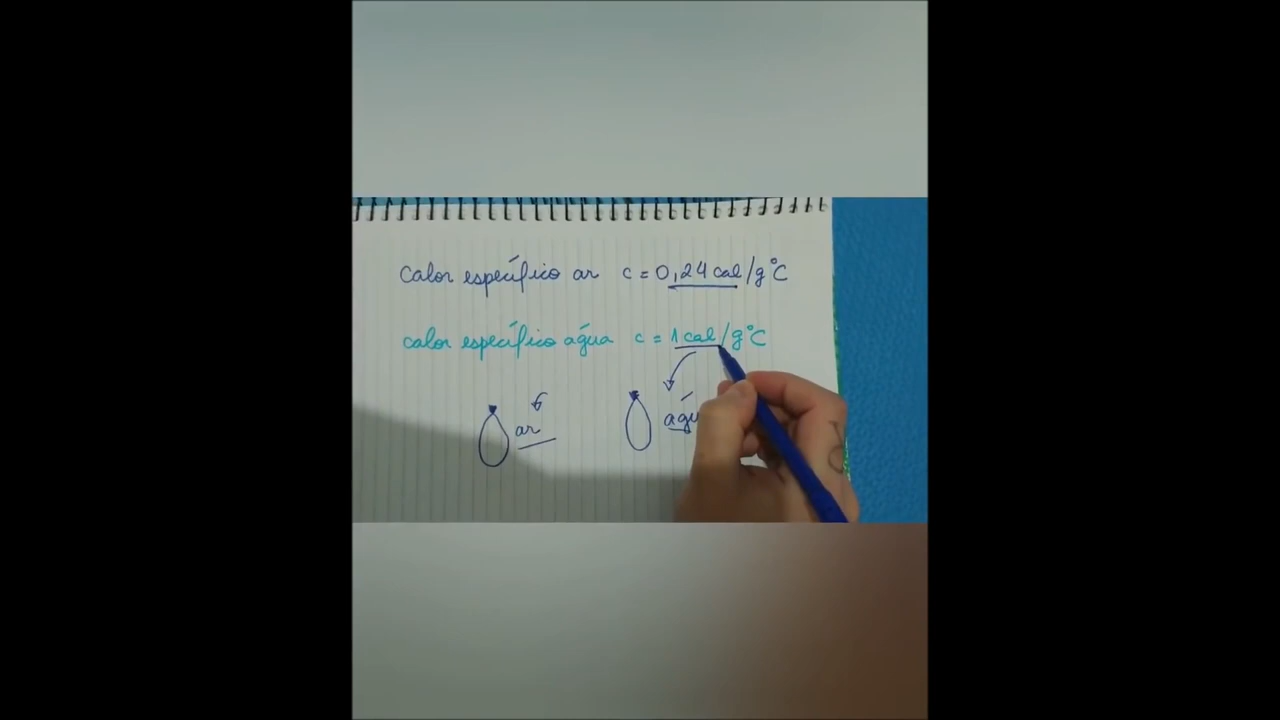 calor específico ar c = 0,24 cal/g°C
calor específico água c = 1 cal/g°C
ar